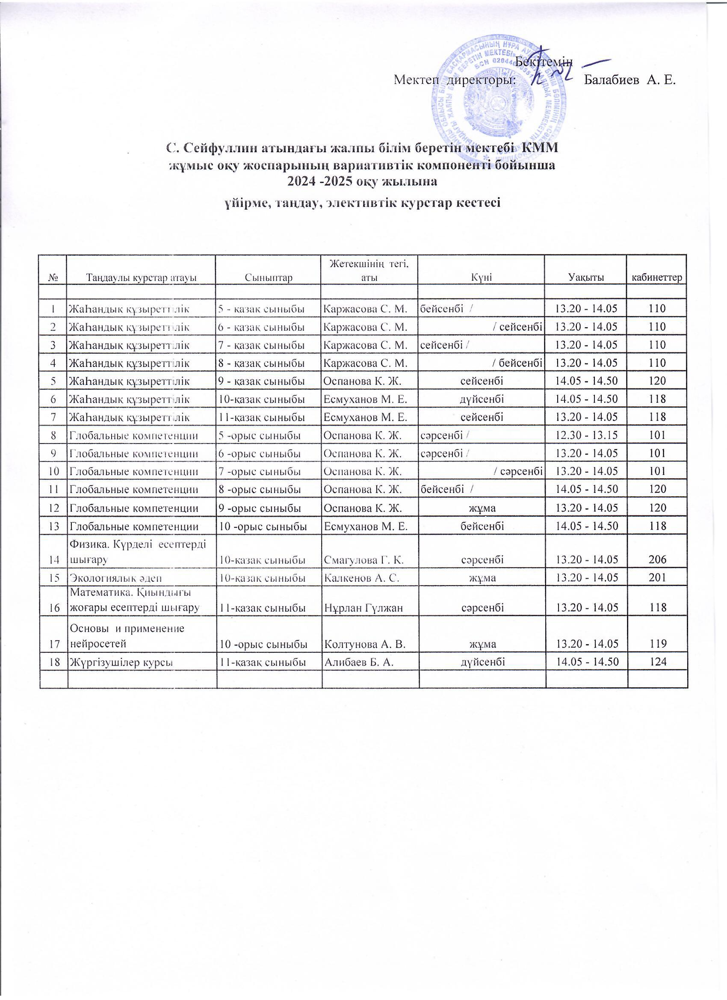 Бекітемін
Мектеп директоры: Балабиев А. Е.
С. Сейфуллин атындағы жалпы білім беретін мектебі КММ
жұмыс оқу жоспарының вариативтік компоненті бойынша
2024 -2025 оқу жылына
үйірме, таңдау, элективтік курстар кестесі
№ Таңдаулы курстар атауы Сыныптар Жетекшінің тегі, аты Күні Уақыты кабинеттер
1 Жаһандық құзыреттілік 5 - қазақ сыныбы Каржасова С. М. бейсенбі / 13.20 - 14.05 110
2 Жаһандық құзыреттілік 6 - қазақ сыныбы Каржасова С. М. / сейсенбі 13.20 - 14.05 110
3 Жаһандық құзыреттілік 7 - қазақ сыныбы Каржасова С. М. сейсенбі / 13.20 - 14.05 110
4 Жаһандық құзыреттілік 8 - қазақ сыныбы Каржасова С. М. / бейсенбі 13.20 - 14.05 110
5 Жаһандық құзыреттілік 9 - қазақ сыныбы Оспанова К. Ж. сейсенбі 14.05 - 14.50 120
6 Жаһандық құзыреттілік 10-қазақ сыныбы Есмуханов М. Е. дүйсенбі 14.05 - 14.50 118
7 Жаһандық құзыреттілік 11-қазақ сыныбы Есмуханов М. Е. сейсенбі 13.20 - 14.05 118
8 Глобальные компетенции 5 -орыс сыныбы Оспанова К. Ж. сәрсенбі / 12.30 - 13.15 101
9 Глобальные компетенции 6 -орыс сыныбы Оспанова К. Ж. сәрсенбі / 13.20 - 14.05 101
10 Глобальные компетенции 7 -орыс сыныбы Оспанова К. Ж. / сәрсенбі 13.20 - 14.05 101
11 Глобальные компетенции 8 -орыс сыныбы Оспанова К. Ж. бейсенбі / 14.05 - 14.50 120
12 Глобальные компетенции 9 -орыс сыныбы Оспанова К. Ж. жұма 13.20 - 14.05 120
13 Глобальные компетенции 10 -орыс сыныбы Есмуханов М. Е. бейсенбі 14.05 - 14.50 118
Физика. Күрделі есептерді
14 шығару 10-қазақ сыныбы Смагулова Г. К. сәрсенбі 13.20 - 14.05 206
15 Экологиялық әдеп 10-қазақ сыныбы Калкенов А. С. жұма 13.20 - 14.05 201
Математика. Қиындығы
16 жоғары есептерді шығару 11-қазақ сыныбы Нұрлан Гүлжан сәрсенбі 13.20 - 14.05 118
Основы и применение
17 нейросетей 10 -орыс сыныбы Колтунова А. В. жұма 13.20 - 14.05 119
18 Жүргізушілер курсы 11-қазақ сыныбы Алибаев Б. А. дүйсенбі 14.05 - 14.50 124